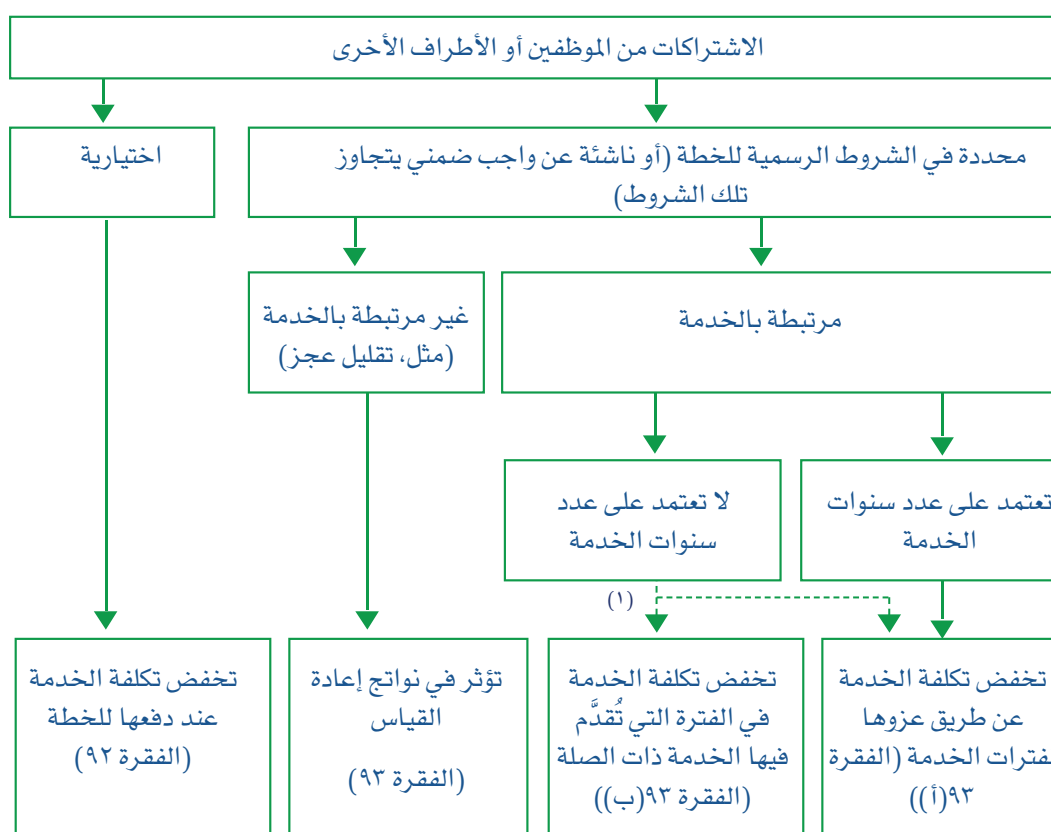 الاشتراكات من الموظفين أو الأطراف الأخرى
محددة في الشروط الرسمية للخطة (أو ناشئة عن واجب ضمني يتجاوز
تلك الشروط)
اختيارية
مرتبطة بالخدمة
غير مرتبطة بالخدمة
(مثل، تقليل عجز)
تعتمد على عدد سنوات
الخدمة
لا تعتمد على عدد
سنوات الخدمة
(١)
تخفض تكلفة الخدمة
عن طريق عزوها
لفترات الخدمة (الفقرة
٩٣(أ))
تخفض تكلفة الخدمة
في الفترة التي تُقدَّم
فيها الخدمة ذات الصلة
(الفقرة ٩٣(ب))
تؤثر في نواتج إعادة
القياس
(الفقرة ٩٣)
تخفض تكلفة الخدمة
عند دفعها للخطة
(الفقرة ٩٢)